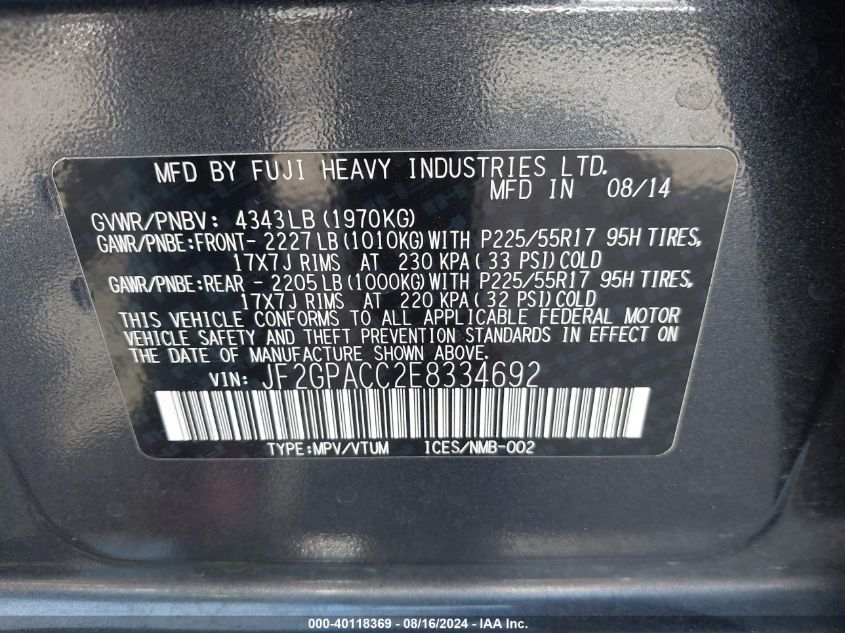 MFD BY FUJI HEAVY INDUSTRIES LTD.
MFD IN 08/14
GVWR/PNBV: 4343LB (1970KG)
GAWR/PNBE:FRONT- 2227LB (1010KG) WITH P225/55R17 95H TIRES,
17X7J RIMS AT 230 KPA( 33 PSI) COLD
GAWR/PNBE:REAR - 2205LB (1000KG) WITH P225/55R17 95H TIRES,
17X7J RIMS AT 220 KPA( 32 PSI) COLD
THIS VEHICLE CONFORMS TO ALL APPLICABLE FEDERAL MOTOR
VEHICLE SAFETY AND THEFT PREVENTION STANDARDS IN EFFECT ON
THE DATE OF MANUFACTURE SHOWN ABOVE.
VIN: JF2GPACC2E8334692
TYPE:MPV/VTUM ICES/NMB-002
000-40118369 - 08/16/2024 - IAA Inc.